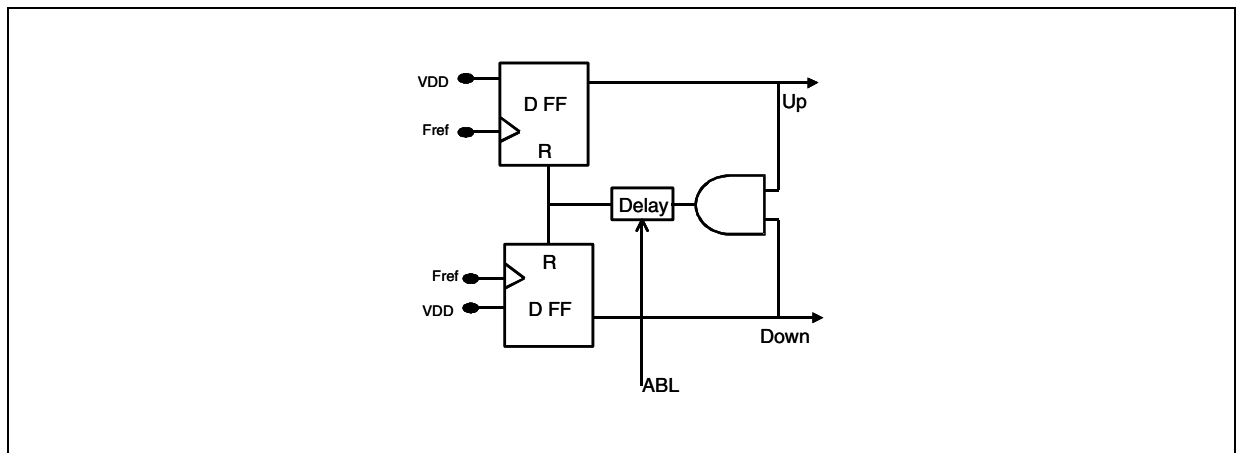 VDD
D FF
Up
Fref
R
Delay
R
Fref
D FF
VDD
Down
ABL